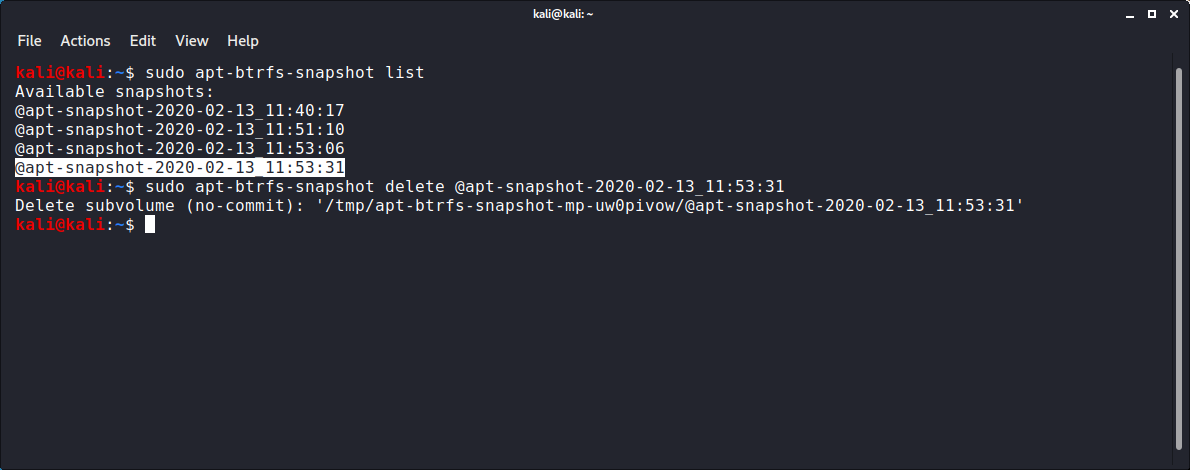 kali@kali: ~
File Actions Edit View Help
kali@kali:~$ sudo apt-btrfs-snapshot list
Available snapshots:
@apt-snapshot-2020-02-13_11:40:17
@apt-snapshot-2020-02-13_11:51:10
@apt-snapshot-2020-02-13_11:53:06
@apt-snapshot-2020-02-13_11:53:31
kali@kali:~$ sudo apt-btrfs-snapshot delete @apt-snapshot-2020-02-13_11:53:31
Delete subvolume (no-commit): '/tmp/apt-btrfs-snapshot-mp-uw0pivow/@apt-snapshot-2020-02-13_11:53:31'
kali@kali:~$